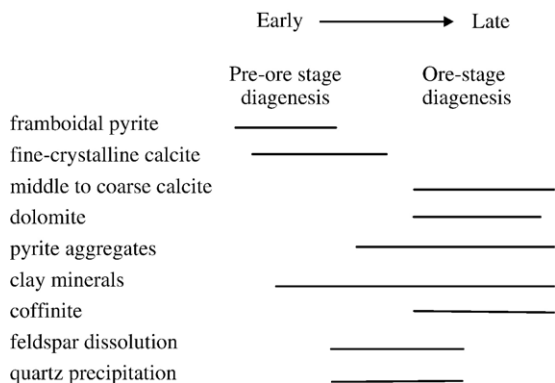 Early Late
Pre-ore stage Ore-stage
diagenesis diagenesis
framboidal pyrite
fine-crystalline calcite
middle to coarse calcite
dolomite
pyrite aggregates
clay minerals
coffinite
feldspar dissolution
quartz precipitation